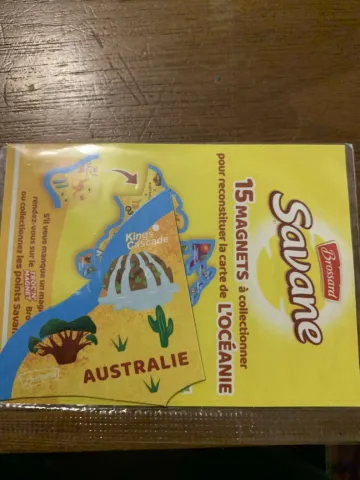 Brossard
Savane
15 MAGNETS à collectionner
pour reconstituer la carte de L'OCÉANIE
Kings
Cascade
AUSTRALIE
S'il vous manque un
rendez-vous sur le
ou collectionnez les points Savane